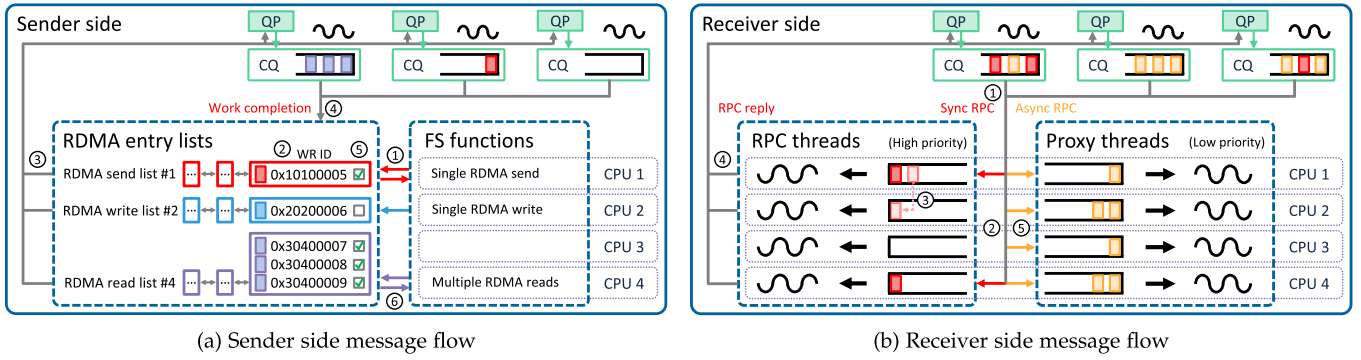 Sender side
QP QP QP
CQ CQ CQ
Work completion ④
RDMA entry lists
FS functions
③
② WR ID ⑤
①
RDMA send list #1 ... ... 0x10100005 Single RDMA send CPU 1
RDMA write list #2 ... ... 0x20200006 Single RDMA write CPU 2
0x30400007 CPU 3
0x30400008
RDMA read list #4 ... ... 0x30400009 Multiple RDMA reads CPU 4
⑥
(a) Sender side message flow
Receiver side
QP QP QP
CQ CQ CQ
①
RPC reply Sync RPC Async RPC
RPC threads (High priority) Proxy threads (Low priority)
④
CPU 1
③
CPU 2
② ⑤
CPU 3
CPU 4
(b) Receiver side message flow